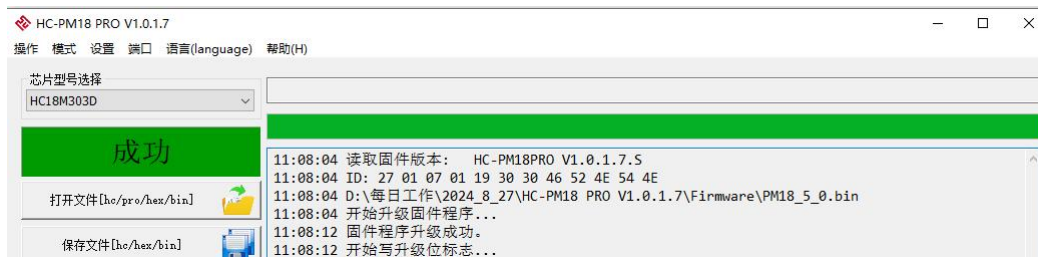 HC-PM18 PRO V1.0.1.7
操作 模式 设置 端口 语言(language) 帮助(H)
芯片型号选择
HC18M303D
成功
打开文件[hc/pro/hex/bin]
保存文件[hc/hex/bin]
11:08:04 读取固件版本: HC-PM18PRO V1.0.1.7.S
11:08:04 ID: 27 01 07 01 19 30 30 46 52 4E 54 4E
11:08:04 D:\每日工作\2024_8_27\HC-PM18 PRO V1.0.1.7\Firmware\PM18_5_0.bin
11:08:04 开始升级固件程序...
11:08:12 固件程序升级成功。
11:08:12 开始写升级位标志...